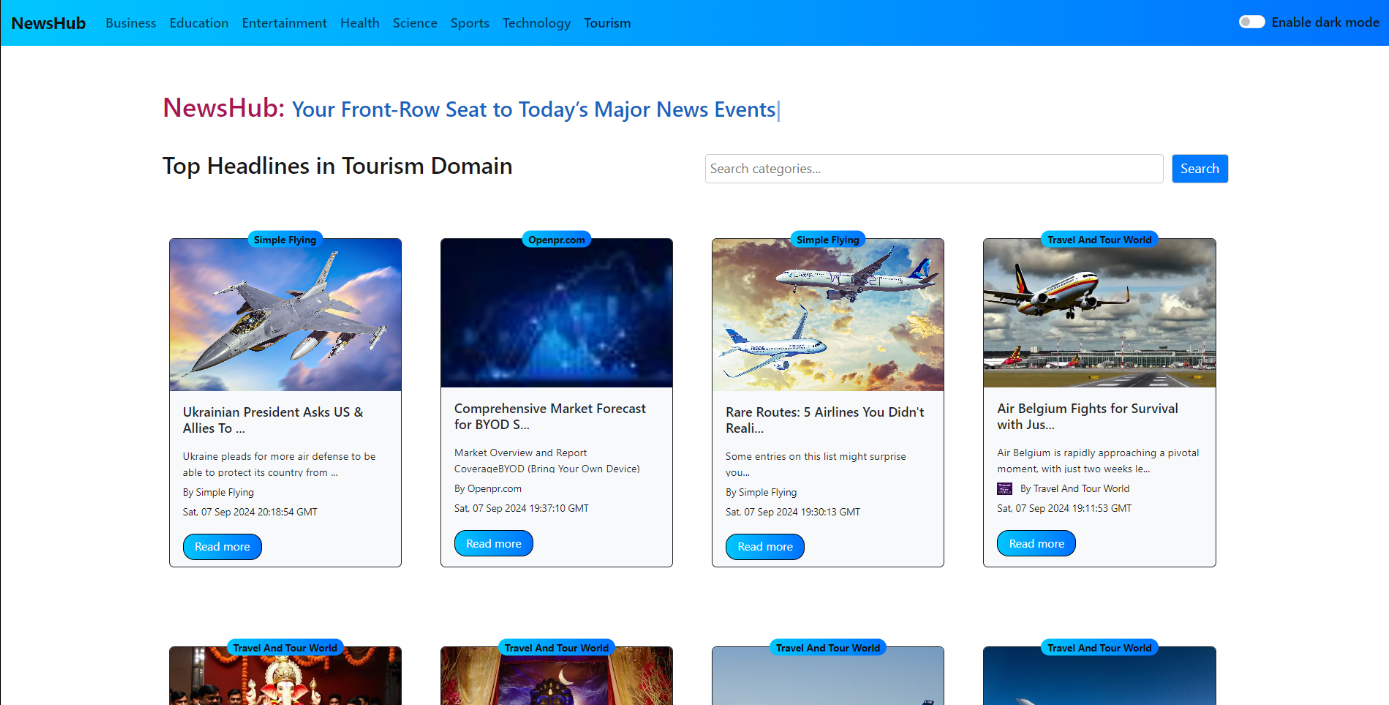 NewsHub Business Education Entertainment Health Science Sports Technology Tourism Enable dark mode
NewsHub: Your Front-Row Seat to Today’s Major News Events|
Top Headlines in Tourism Domain
Search categories... Search
Simple Flying
Ukrainian President Asks US &
Allies To ...
Ukraine pleads for more air defense to be
able to protect its country from ...
By Simple Flying
Sat, 07 Sep 2024 20:18:54 GMT
Read more
Openpr.com
Comprehensive Market Forecast
for BYOD S...
Market Overview and Report
CoverageBYOD (Bring Your Own Device)
By Openpr.com
Sat, 07 Sep 2024 19:37:10 GMT
Read more
Simple Flying
Rare Routes: 5 Airlines You Didn't
Reali...
Some entries on this list might surprise
you...
By Simple Flying
Sat, 07 Sep 2024 19:30:13 GMT
Read more
Travel And Tour World
Air Belgium Fights for Survival
with Jus...
Air Belgium is rapidly approaching a pivotal
moment, with just two weeks le...
By Travel And Tour World
Sat, 07 Sep 2024 19:11:53 GMT
Read more
Travel And Tour World
Travel And Tour World
Travel And Tour World
Travel And Tour World